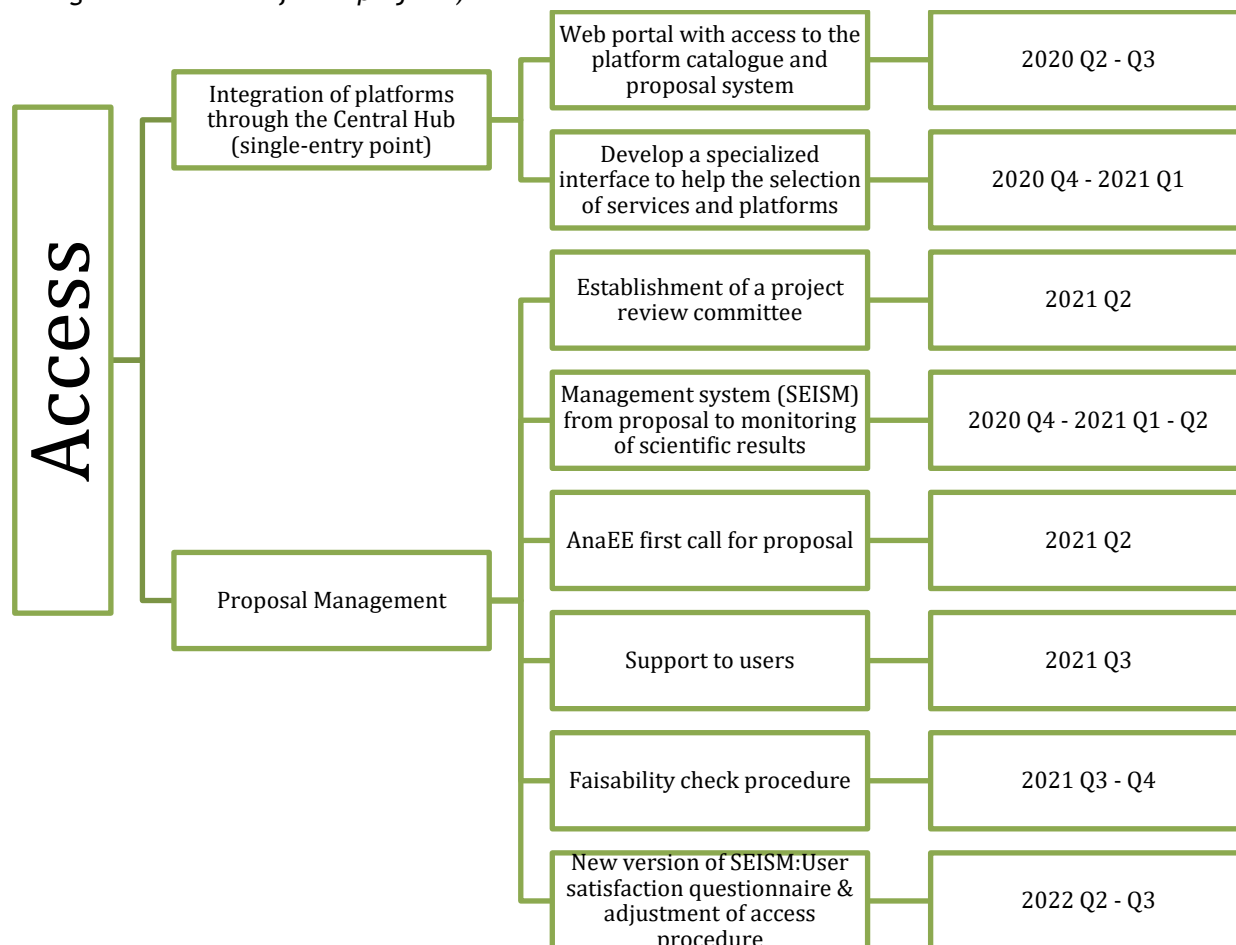 Access
Integration of platforms
through the Central Hub
(single-entry point)
Web portal with access to the
platform catalogue and
proposal system
2020 Q2 - Q3
Develop a specialized
interface to help the selection
of services and platforms
2020 Q4 - 2021 Q1
Proposal Management
Establishment of a project
review committee
2021 Q2
Management system (SEISM)
from proposal to monitoring
of scientific results
2020 Q4 - 2021 Q1 - Q2
AnaEE first call for proposal
2021 Q2
Support to users
2021 Q3
Faisability check procedure
2021 Q3 - Q4
New version of SEISM:User
satisfaction questionnaire &
adjustment of access
procedure
2022 Q2 - Q3